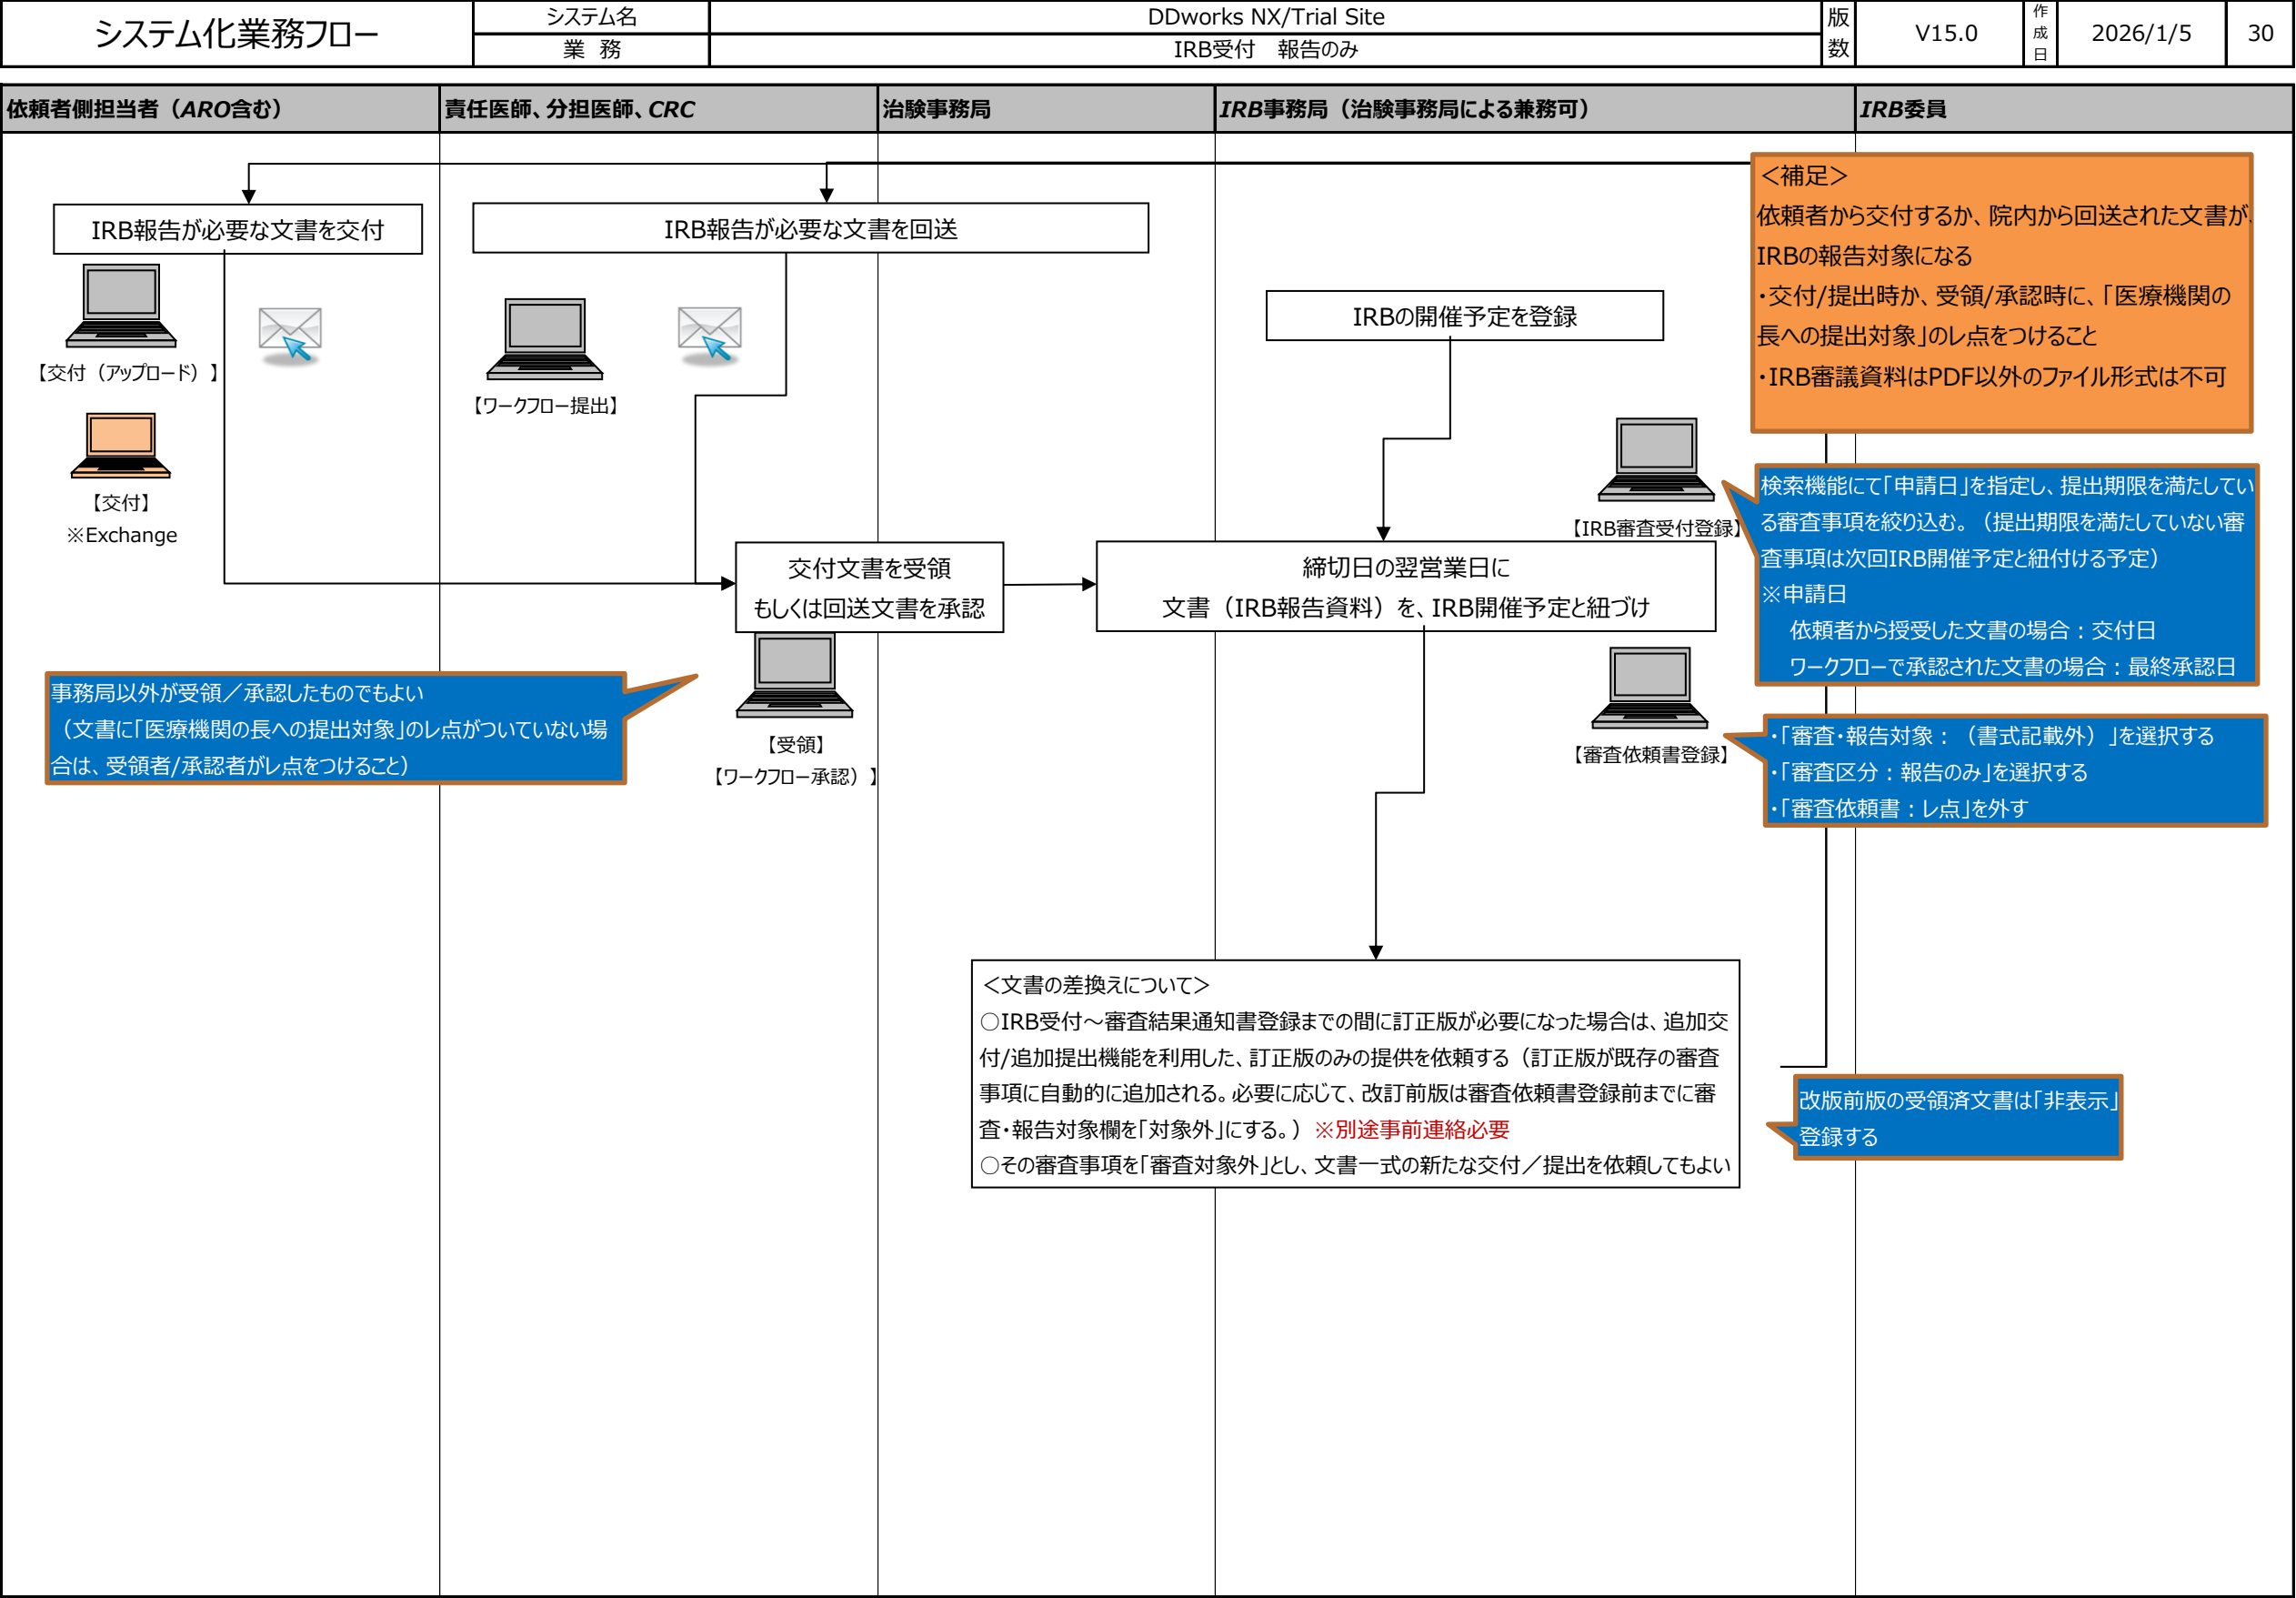 システム化業務フロー
システム名
DDworks NX/Trial Site
版数
V15.0
作成日
2026/1/5
30
業 務
IRB受付 報告のみ
依頼者側担当者（ARO含む）
責任医師、分担医師、CRC
治験事務局
IRB事務局（治験事務局による兼務可）
IRB委員
IRB報告が必要な文書を交付
【交付（アップロード）】
【交付】
※Exchange
IRB報告が必要な文書を回送
【ワークフロー提出】
IRBの開催予定を登録
＜補足＞
依頼者から交付するか、院内から回送された文書が、
IRBの報告対象になる
・交付/提出時か、受領/承認時に、「医療機関の
長への提出対象」のレ点をつけること
・IRB審議資料はPDF以外のファイル形式は不可
【IRB審査受付登録】
検索機能にて「申請日」を指定し、提出期限を満たしてい
る審査事項を絞り込む。（提出期限を満たしていない審
査事項は次回IRB開催予定と紐付ける予定）
※申請日
依頼者から授受した文書の場合：交付日
ワークフローで承認された文書の場合：最終承認日
交付文書を受領
もしくは回送文書を承認
締切日の翌営業日に
文書（IRB報告資料）を、IRB開催予定と紐づけ
事務局以外が受領／承認したものでもよい
（文書に「医療機関の長への提出対象」のレ点がついていない場
合は、受領者/承認者がレ点をつけること）
【受領】
【ワークフロー承認）】
【審査依頼書登録】
・「審査・報告対象：（書式記載外）」を選択する
・「審査区分：報告のみ」を選択する
・「審査依頼書：レ点」を外す
＜文書の差換えについて＞
○IRB受付～審査結果通知書登録までの間に訂正版が必要になった場合は、追加交
付/追加提出機能を利用した、訂正版のみの提供を依頼する（訂正版が既存の審査
事項に自動的に追加される。必要に応じて、改訂前版は審査依頼書登録前までに審
査・報告対象欄を「対象外」にする。）※別途事前連絡必要
○その審査事項を「審査対象外」とし、文書一式の新たな交付／提出を依頼してもよい
改版前版の受領済文書は「非表示」
登録する